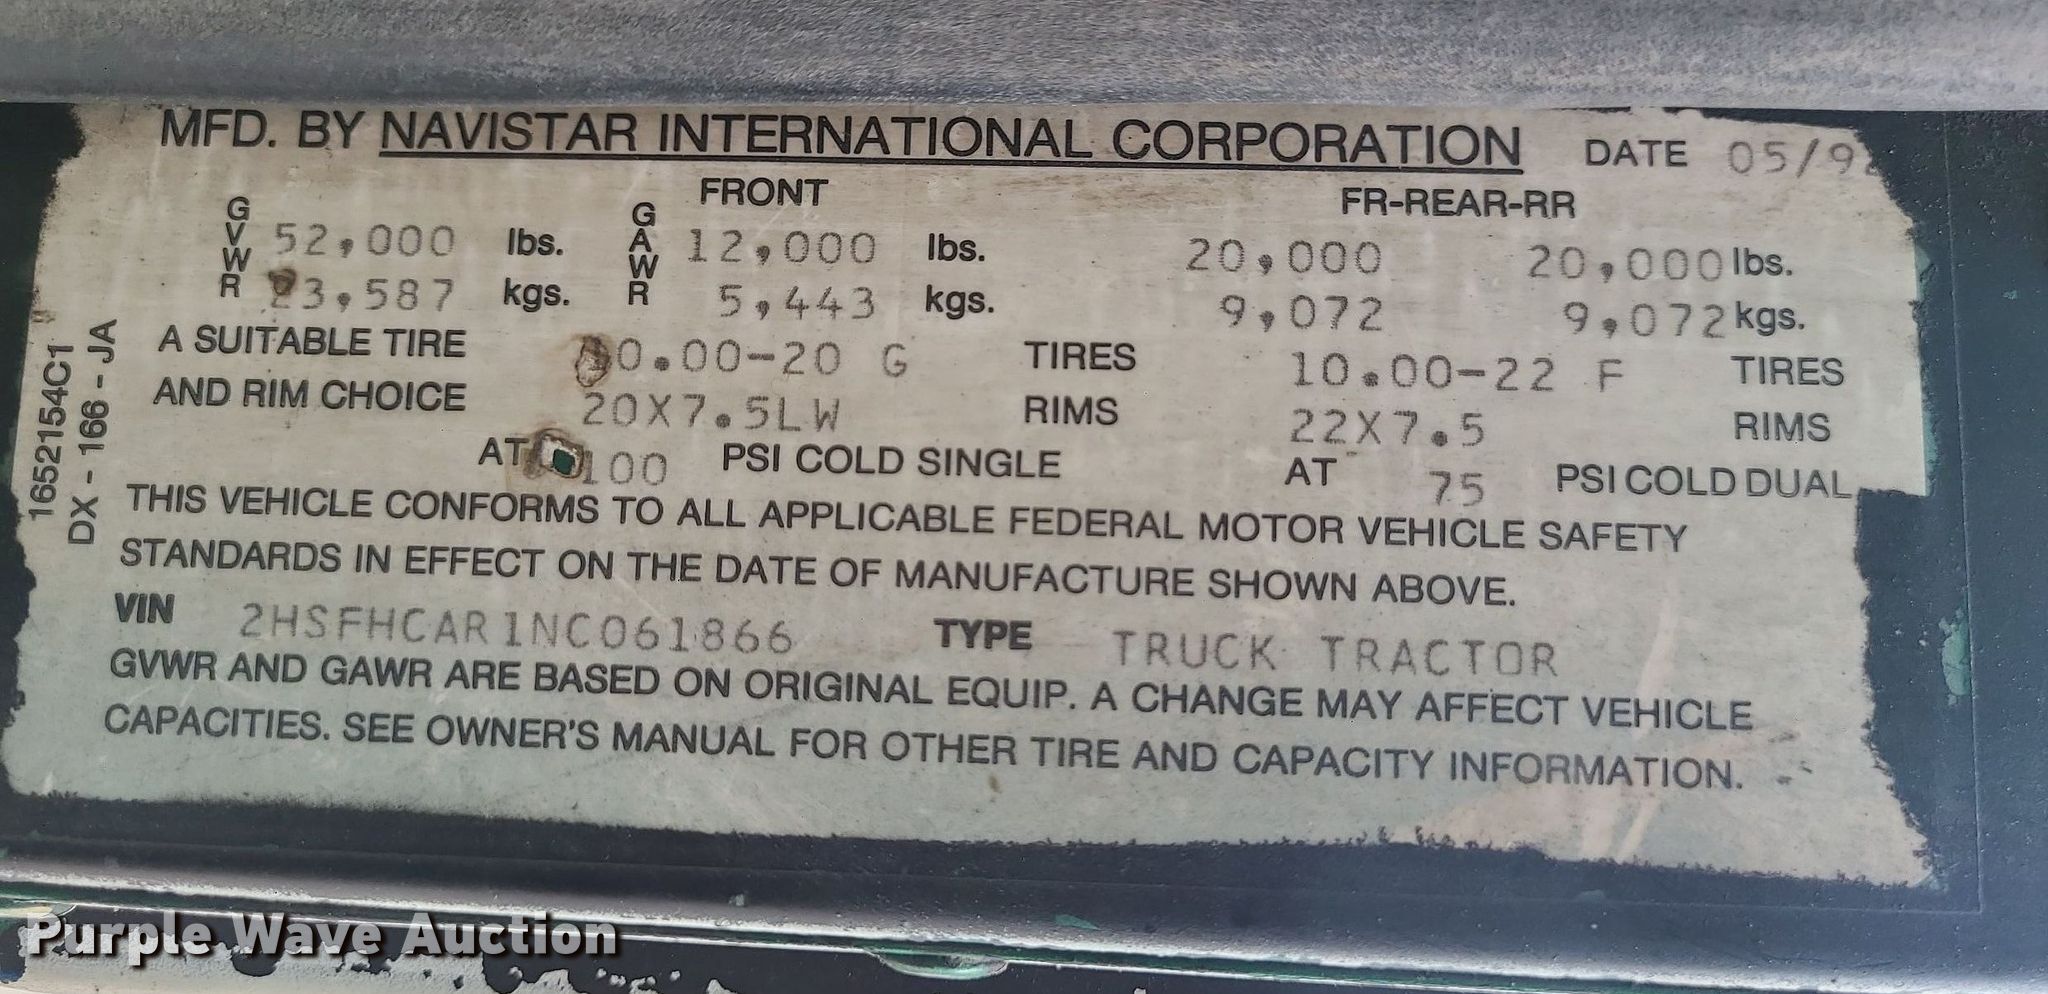 MFD. BY NAVISTAR INTERNATIONAL CORPORATION DATE 05/92
FRONT FR-REAR-RR
GVWR 52,000 lbs. GAWR 12,000 lbs. 20,000 20,000 lbs.
23,587 kgs. 5,443 kgs. 9,072 9,072 kgs.
A SUITABLE TIRE 10.00-20 G TIRES 10.00-22 F TIRES
AND RIM CHOICE 20X7.5LW RIMS 22X7.5 RIMS
AT 100 PSI COLD SINGLE AT 75 PSI COLD DUAL
THIS VEHICLE CONFORMS TO ALL APPLICABLE FEDERAL MOTOR VEHICLE SAFETY
STANDARDS IN EFFECT ON THE DATE OF MANUFACTURE SHOWN ABOVE.
VIN 2HSFHCAR1NC061866 TYPE TRUCK TRACTOR
GVWR AND GAWR ARE BASED ON ORIGINAL EQUIP. A CHANGE MAY AFFECT VEHICLE
CAPACITIES. SEE OWNER'S MANUAL FOR OTHER TIRE AND CAPACITY INFORMATION.
1652154C1
DX - 166 - JA
Purple Wave Auction